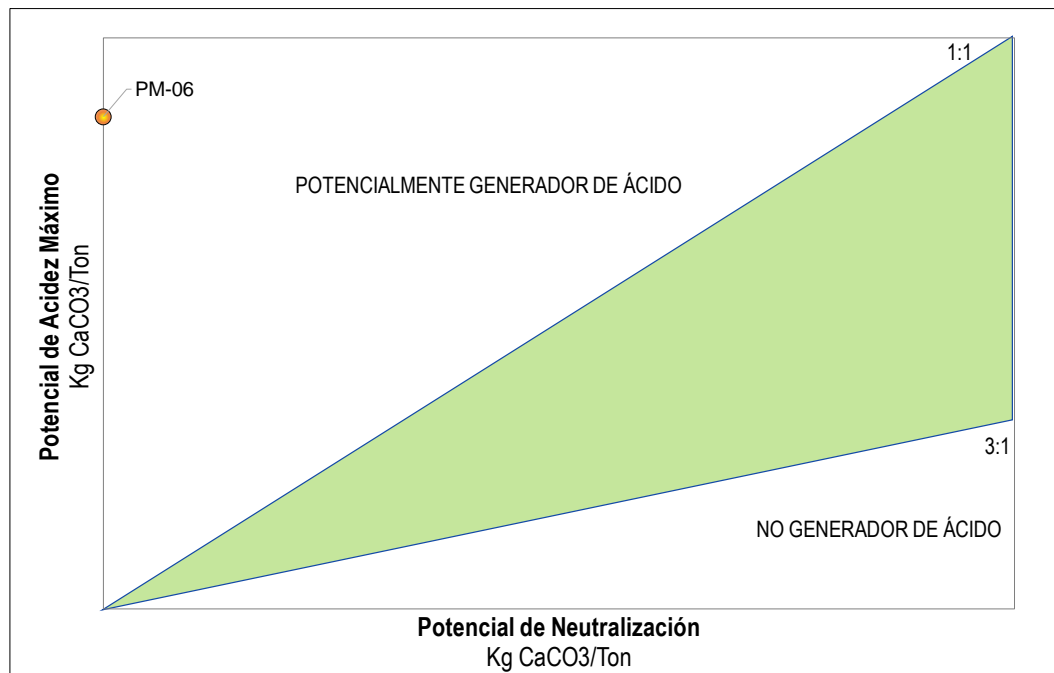 1:1
PM-06
POTENCIALMENTE GENERADOR DE ÁCIDO
Potencial de Acidez Máximo
Kg CaCO3/Ton
3:1
NO GENERADOR DE ÁCIDO
Potencial de Neutralización
Kg CaCO3/Ton